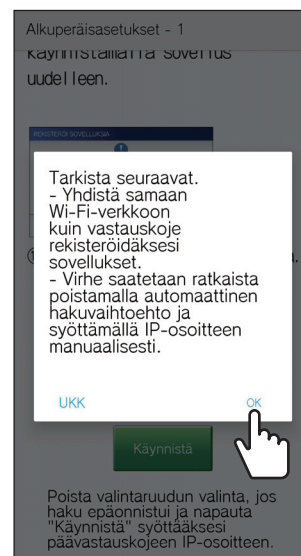 Alkuperäisasetukset - 1
käynnistämällä sovellus
uudelleen.
REKISTERÖI SOVELLUKSIA
Tarkista seuraavat.
- Yhdistä samaan
Wi-Fi-verkkoon
kuin vastauskoje
rekisteröidäksesi
sovellukset.
- Virhe saatetaan ratkaista
poistamalla automaattinen
hakuvaihtoehto ja
syöttämällä IP-osoitteen
manuaalisesti.
UKK
OK
Käynnistä
Poista valintaruudun valinta, jos
haku epäonnistui ja napauta
"Käynnistä" syöttääksesi
päävastauskojeen IP-osoitteen.